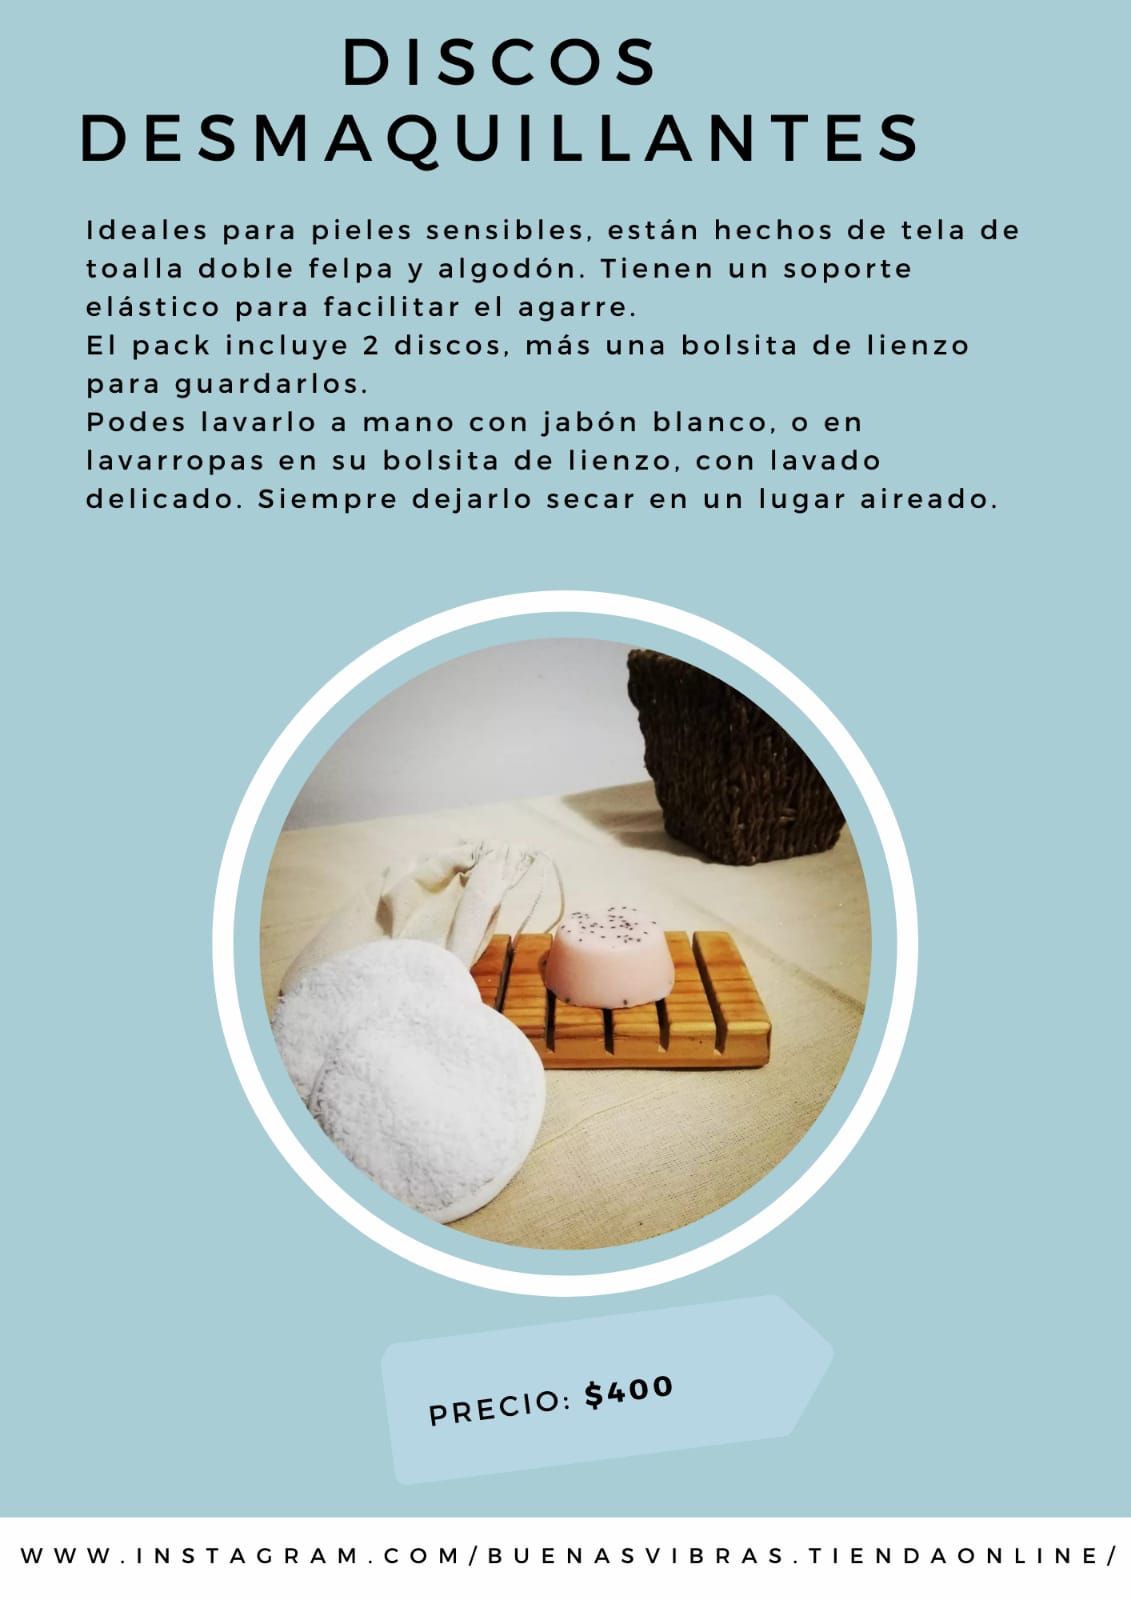 DISCOS
DESMAQUILLANTES
Ideales para pieles sensibles, están hechos de tela de
toalla doble felpa y algodón. Tienen un soporte
elástico para facilitar el agarre.
El pack incluye 2 discos, más una bolsita de lienzo
para guardarlos.
Podes lavarlo a mano con jabón blanco, o en
lavarropas en su bolsita de lienzo, con lavado
delicado. Siempre dejarlo secar en un lugar aireado.
PRECIO: $400
WWW.INSTAGRAM.COM/BUENASVIBRAS.TIENDAONLINE/